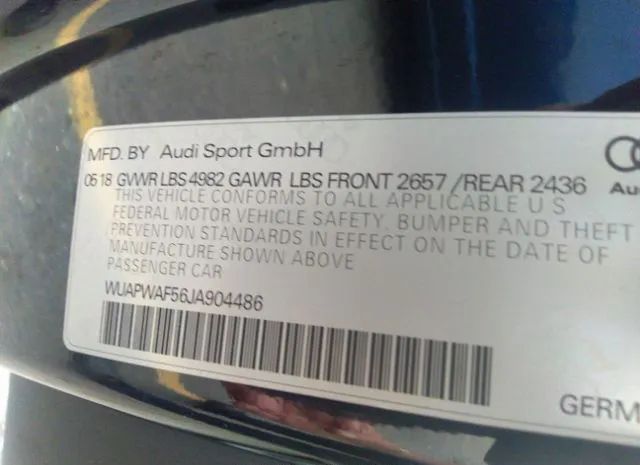 MFD. BY Audi Sport GmbH
0518 GVWR LBS 4982 GAWR LBS FRONT 2657 /REAR 2436
THIS VEHICLE CONFORMS TO ALL APPLICABLE U S
FEDERAL MOTOR VEHICLE SAFETY, BUMPER AND THEFT
PREVENTION STANDARDS IN EFFECT ON THE DATE OF
MANUFACTURE SHOWN ABOVE
PASSENGER CAR
WUAPWAF56JA904486